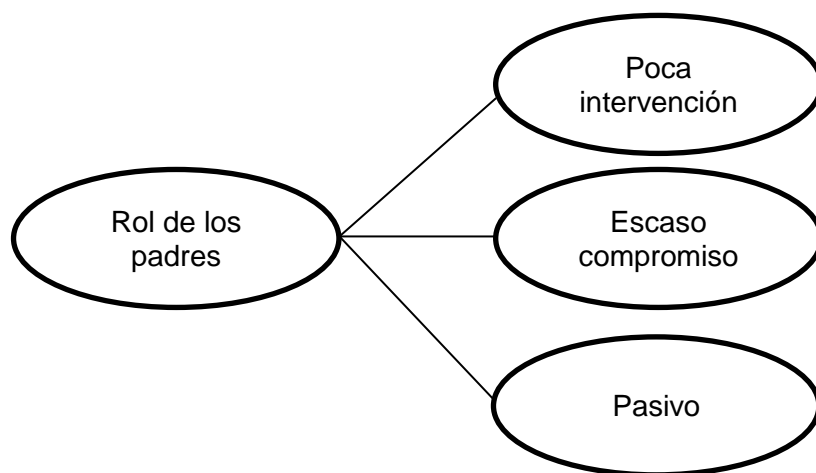 Poca
intervención
Rol de los
padres
Escaso
compromiso
Pasivo